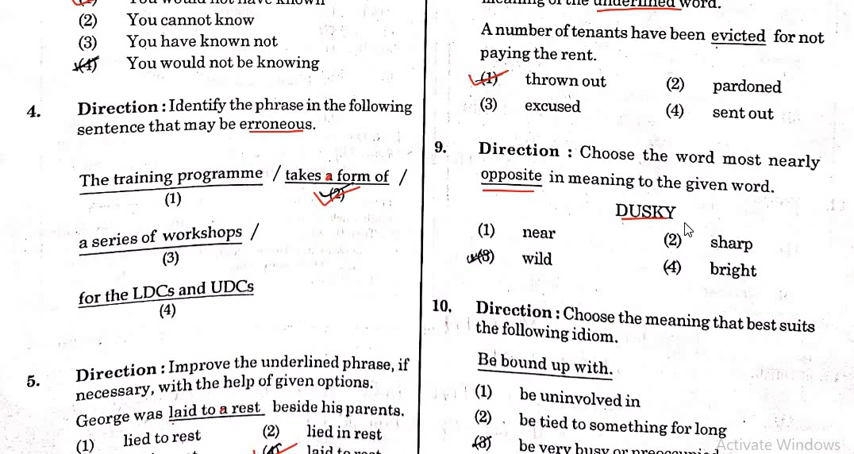 (2) You cannot know
(3) You have known not
(4) You would not be knowing
4. Direction : Identify the phrase in the following
sentence that may be erroneous.
The training programme / takes a form of /
(1) (2)
a series of workshops /
(3)
for the LDCs and UDCs
(4)
5. Direction : Improve the underlined phrase, if
necessary, with the help of given options.
George was laid to a rest beside his parents.
(1) lied to rest (2) lied in rest
underlined word.
A number of tenants have been evicted for not
paying the rent.
(1) thrown out (2) pardoned
(3) excused (4) sent out
9. Direction : Choose the word most nearly
opposite in meaning to the given word.
DUSKY
(1) near (2) sharp
(3) wild (4) bright
10. Direction : Choose the meaning that best suits
the following idiom.
Be bound up with.
(1) be uninvolved in
(2) be tied to something for long
(3) be very busy or
Activate Windows